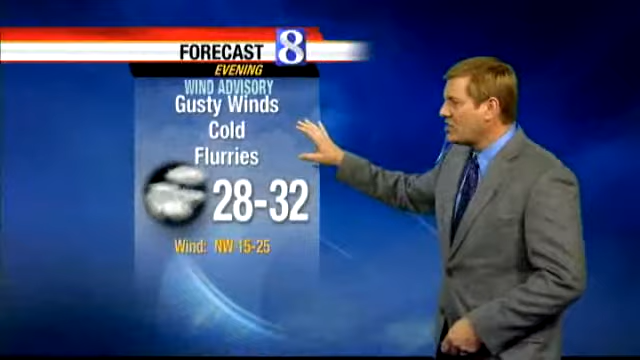 FORECAST 8
EVENING
WIND ADVISORY
Gusty Winds
Cold
Flurries
28-32
Wind: NW 15-25